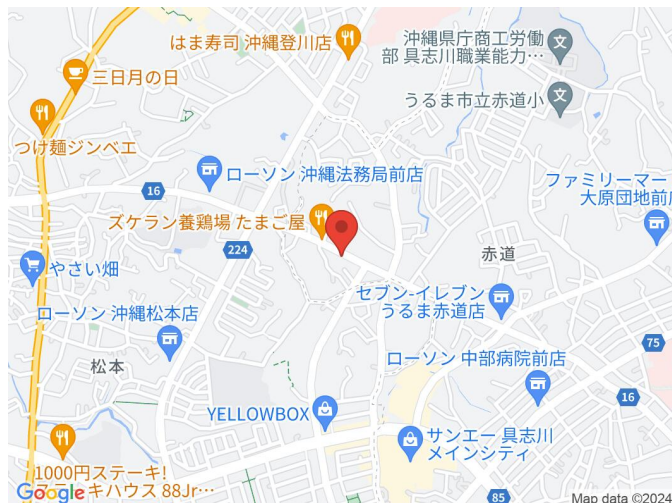 はま寿司 沖縄登川店
沖縄県庁商工労働
部 具志川職業能力…
三日月の日
うるま市立赤道小
つけ麺ジンベエ
ローソン 沖縄法務局前店
16
ファミリーマー
大原団地前店
ズケラン養鶏場 たまご屋
224
赤道
やさい畑
セブン-イレブン
うるま赤道店
ローソン 沖縄松本店
松本
75
ローソン 中部病院前店
16
YELLOWBOX
サンエー 具志川
メインシティ
1000円ステーキ!
ステーキハウス 88Jr…
85
Google
Map data ©2024